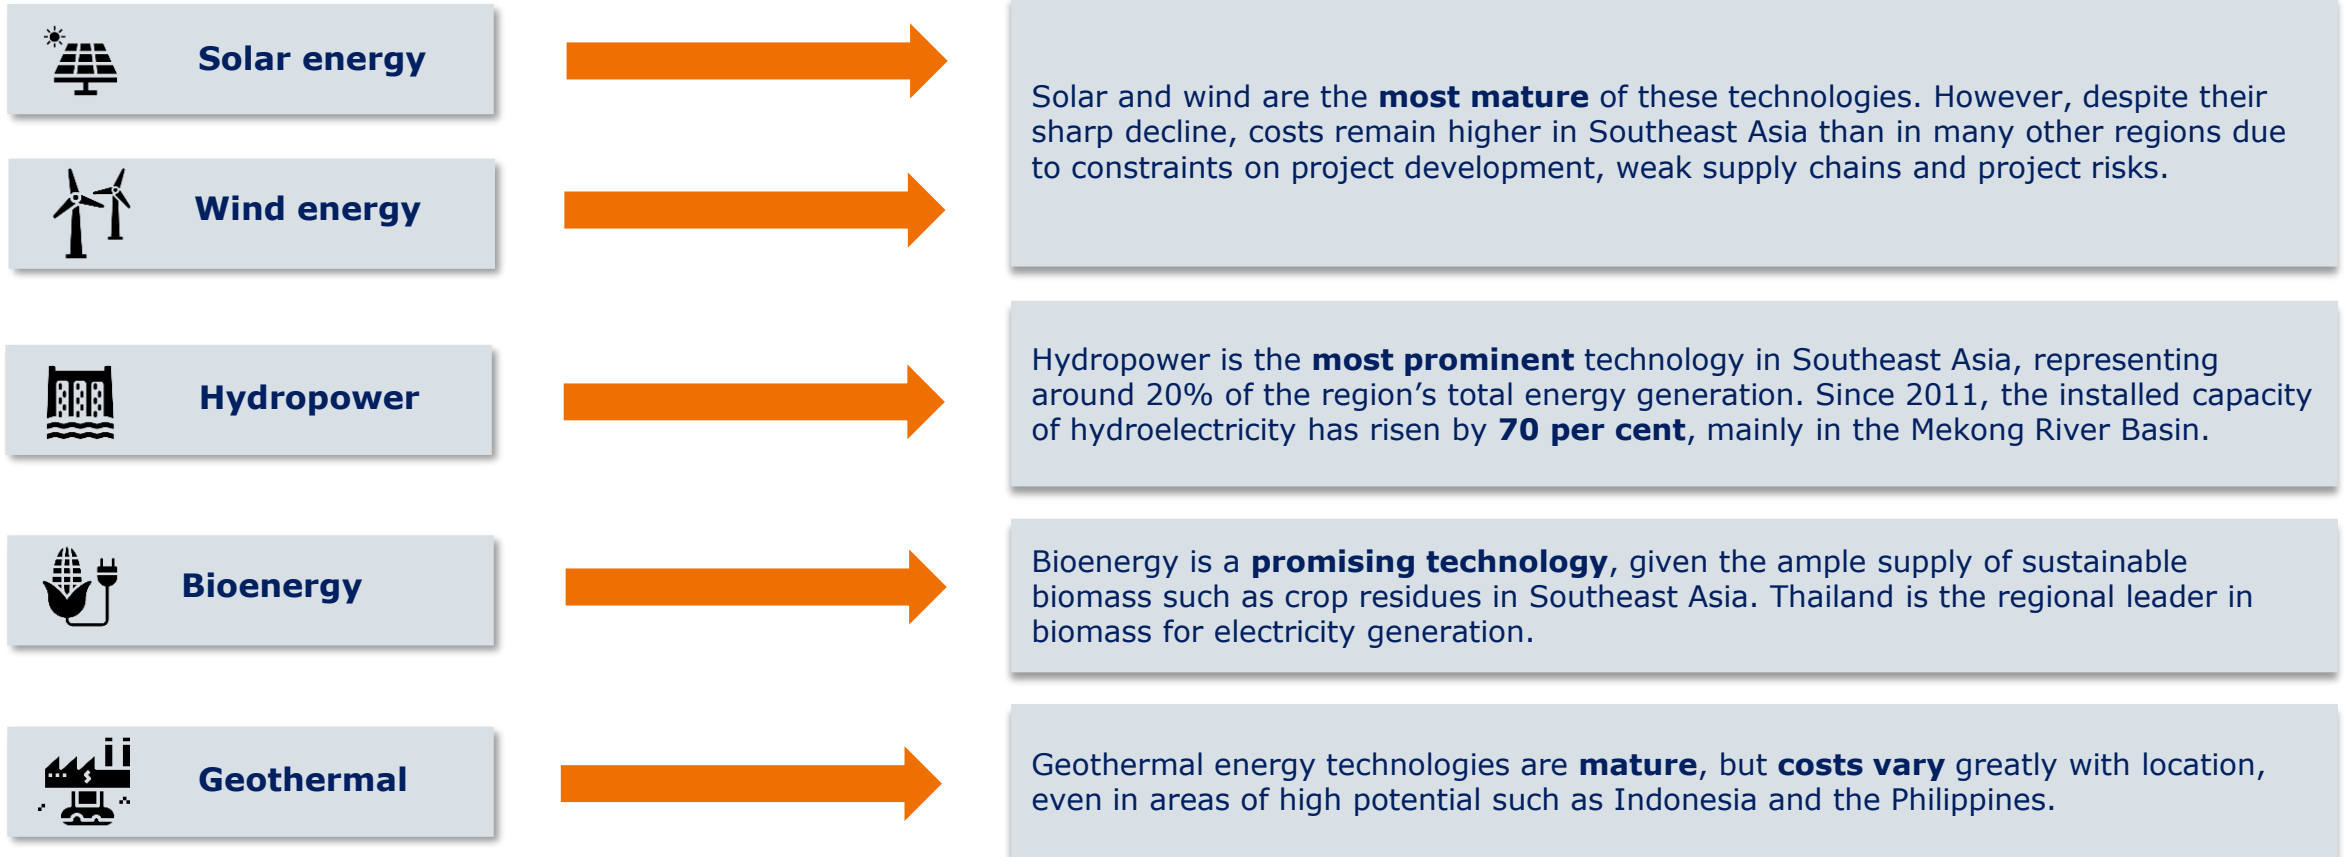 Solar energy
Wind energy
Solar and wind are the most mature of these technologies. However, despite their
sharp decline, costs remain higher in Southeast Asia than in many other regions due
to constraints on project development, weak supply chains and project risks.
Hydropower
Hydropower is the most prominent technology in Southeast Asia, representing
around 20% of the region’s total energy generation. Since 2011, the installed capacity
of hydroelectricity has risen by 70 per cent, mainly in the Mekong River Basin.
Bioenergy
Bioenergy is a promising technology, given the ample supply of sustainable
biomass such as crop residues in Southeast Asia. Thailand is the regional leader in
biomass for electricity generation.
Geothermal
Geothermal energy technologies are mature, but costs vary greatly with location,
even in areas of high potential such as Indonesia and the Philippines.